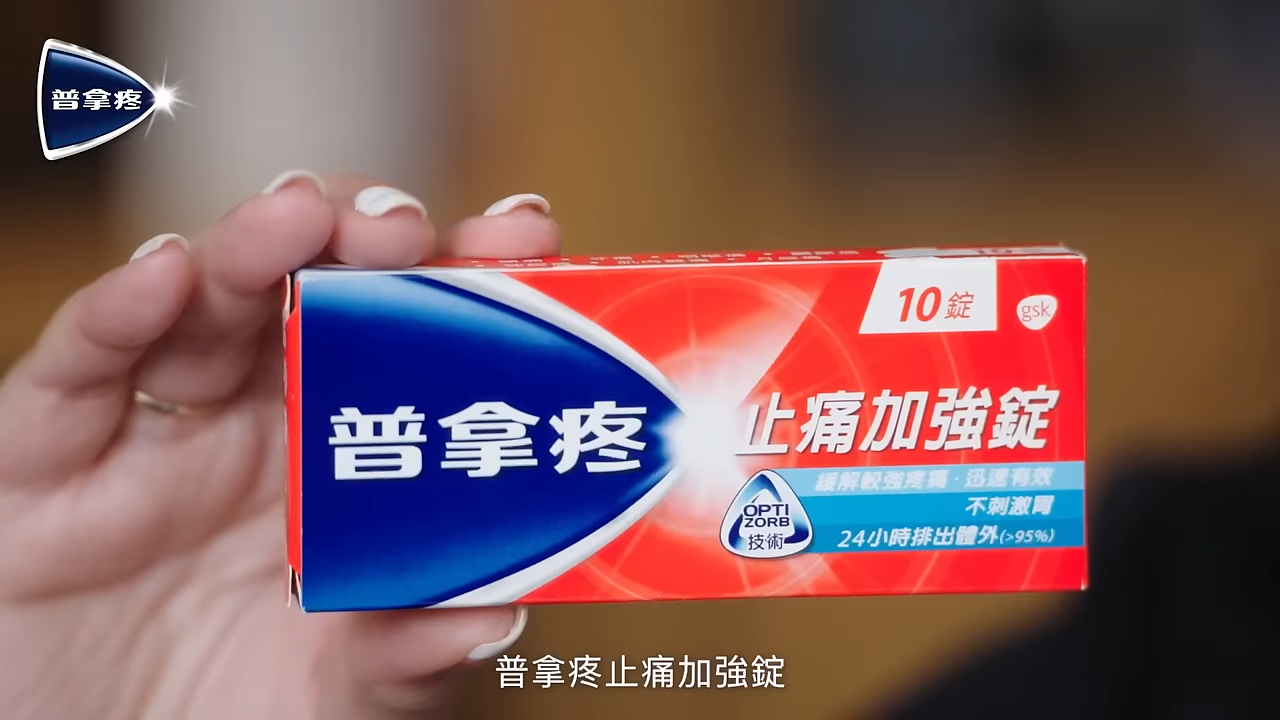 普拿疼
10錠
gsk
普拿疼
止痛加強錠
緩解較強疼痛·迅速有效
不刺激胃
OPTI
ZORB
技術
24小時排出體外(>95%)
普拿疼止痛加強錠